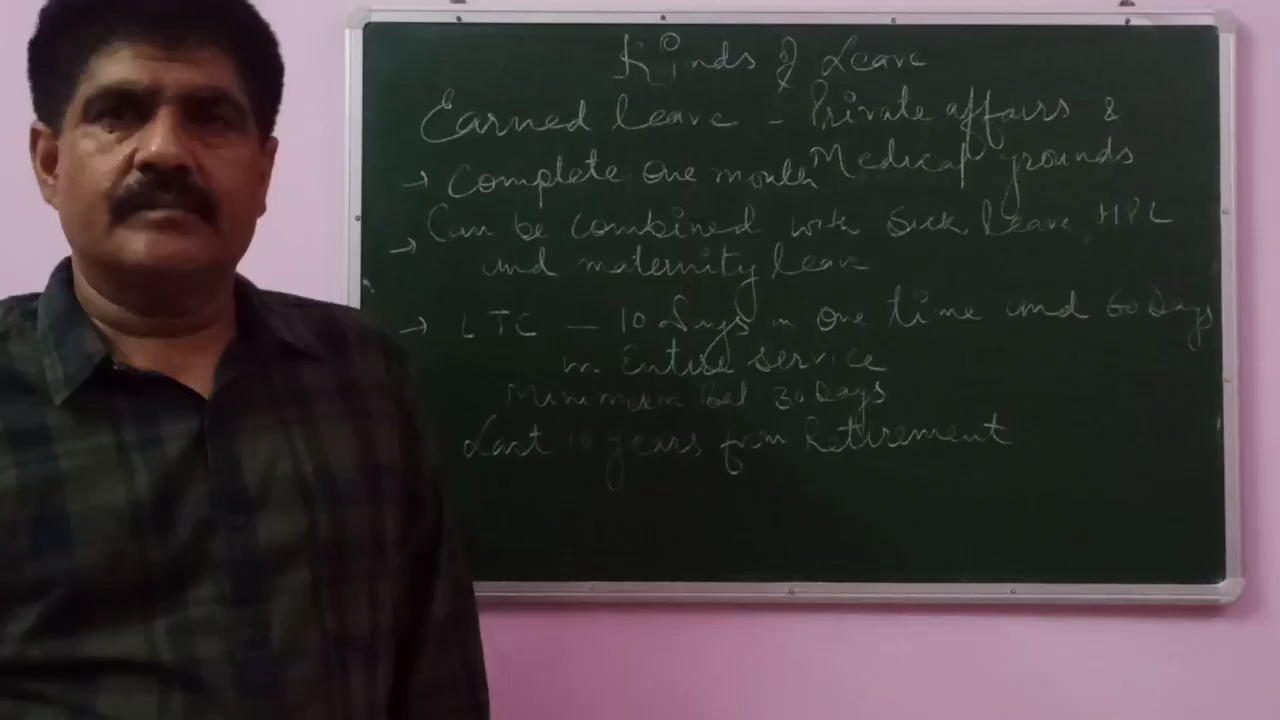 Kinds of Leave
Earned leave - Private affairs &
Medical grounds
→ Complete one month
→ Can be combined with Sick leave, HPL
and maternity leave
→ LTC - 10 Days in one time and 60 Days
in Entire service
Minimum Bal 30 Days
Last 10 years from Retirement